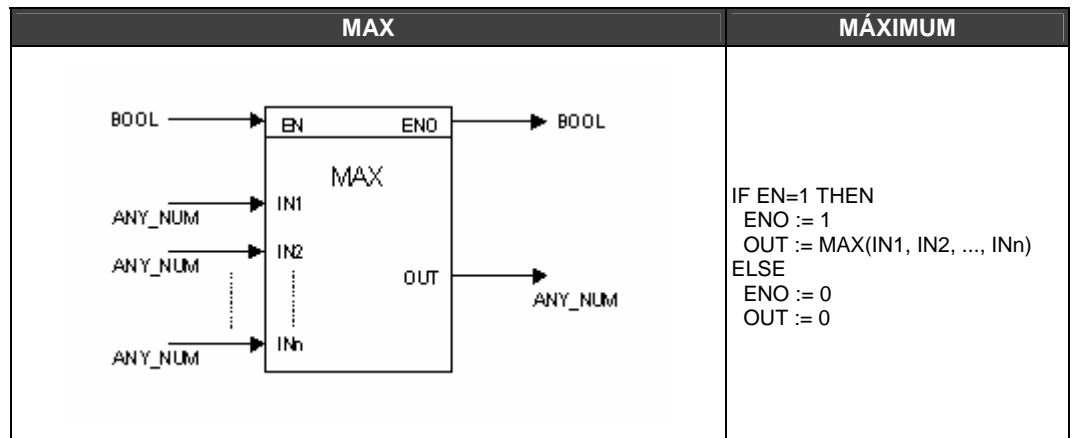 MAX
MÁXIMUM
BOOL
EN
ENO
BOOL
MAX
ANY_NUM
IN1
ANY_NUM
IN2
OUT
ANY_NUM
ANY_NUM
INn
IF EN=1 THEN
ENO := 1
OUT := MAX(IN1, IN2, ..., INn)
ELSE
ENO := 0
OUT := 0